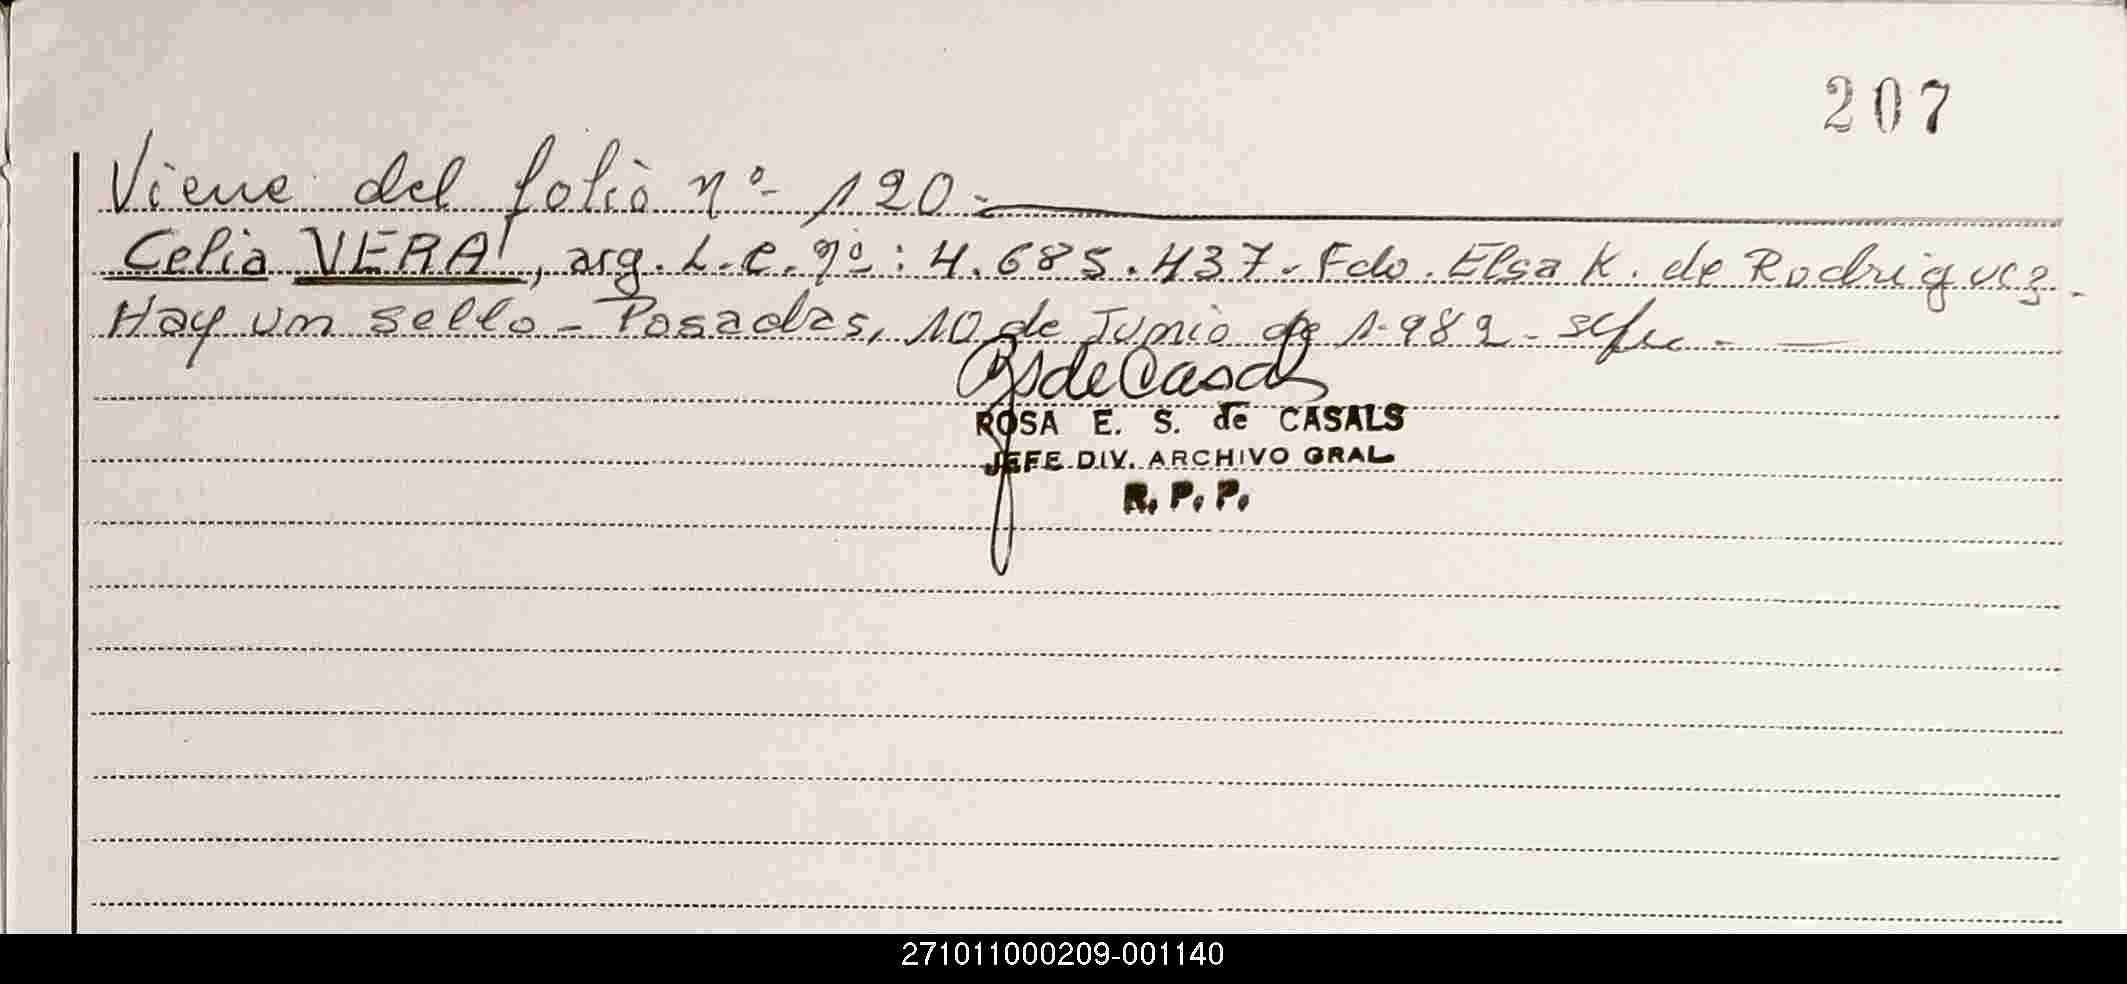 207
Viene del folio nº 120.-
Celia VERA, arg. L.C. nº: 4.685.437. Fdo. Elsa K. de Rodriguez.
Hay un sello - Posadas, 10 de Junio de 1.982 -
RSdeCasals
ROSA E. S. de CASALS
JEFE DIV. ARCHIVO GRAL
R. P. P.
271011000209-001140